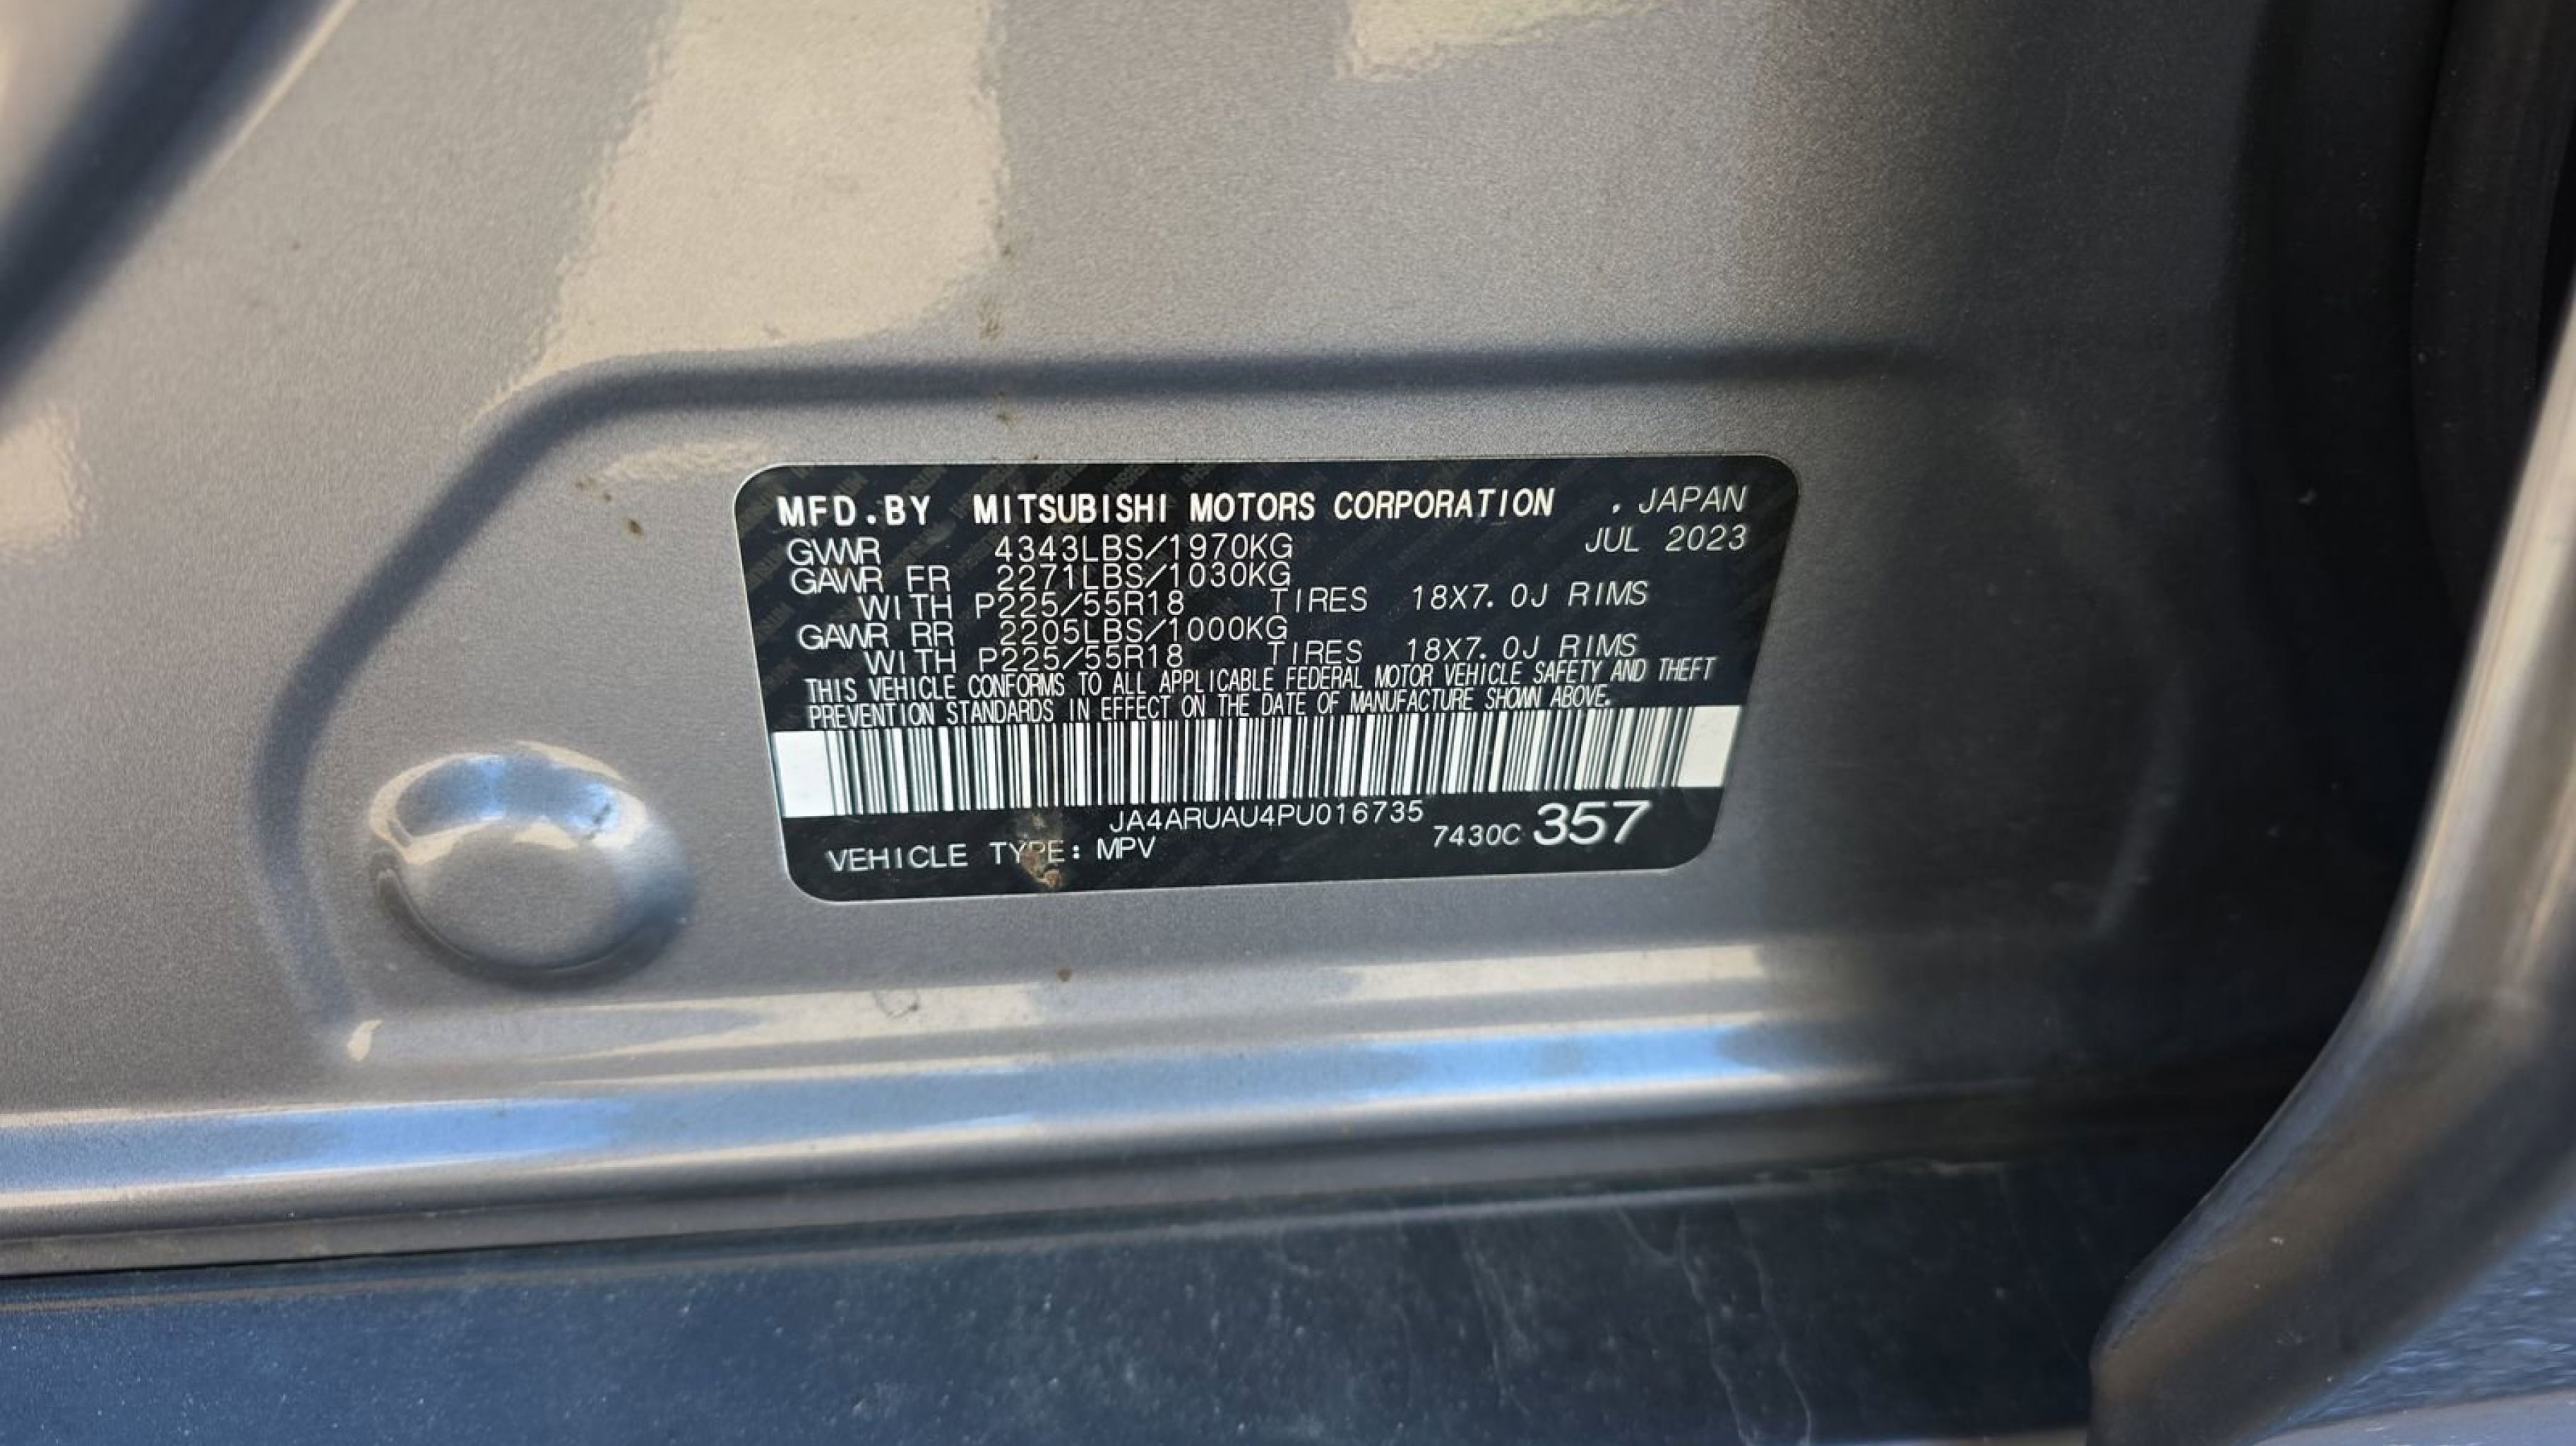 MFD.BY MITSUBISHI MOTORS CORPORATION , JAPAN
JUL 2023
GVWR 4343LBS/1970KG
GAWR FR 2271LBS/1030KG
WITH P225/55R18 TIRES 18X7.0J RIMS
GAWR RR 2205LBS/1000KG
WITH P225/55R18 TIRES 18X7.0J RIMS
THIS VEHICLE CONFORMS TO ALL APPLICABLE FEDERAL MOTOR VEHICLE SAFETY AND THEFT
PREVENTION STANDARDS IN EFFECT ON THE DATE OF MANUFACTURE SHOWN ABOVE.
JA4ARUAU4PU016735
7430C 357
VEHICLE TYPE: MPV